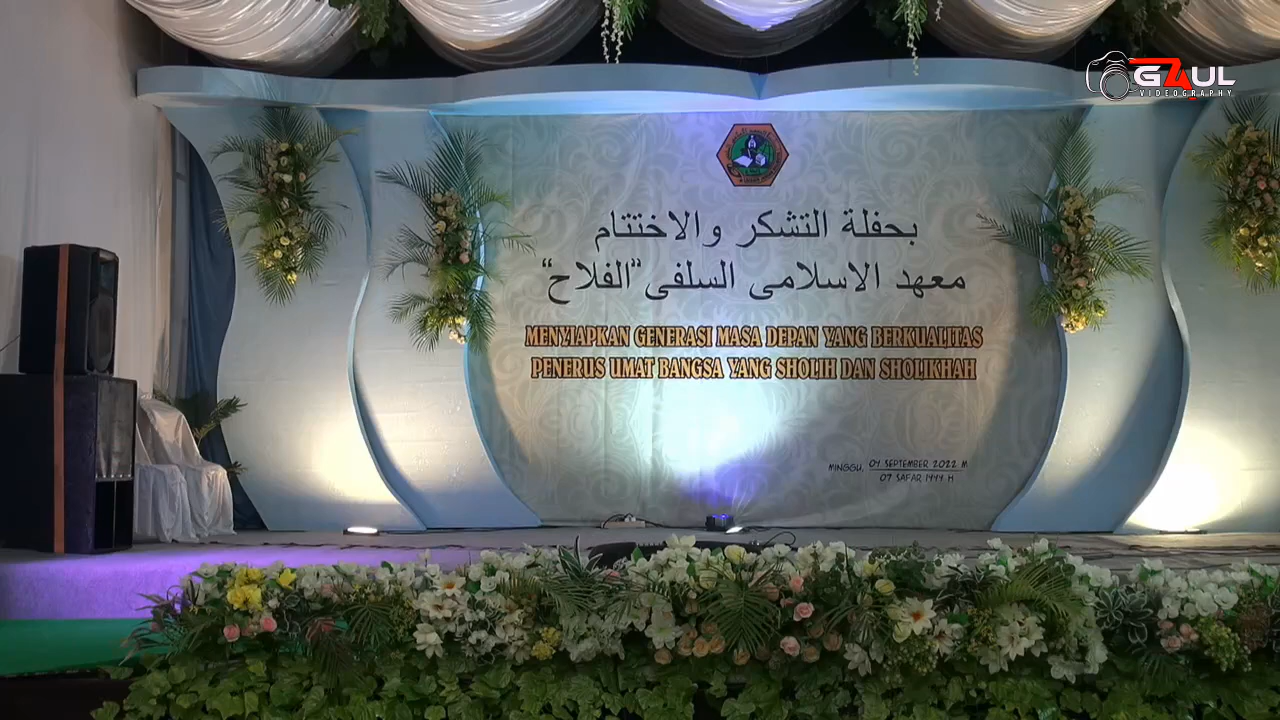 GAUL
VIDEOGRAPHY
بحفلة التشكر والاختتام
معهد الاسلامى السلفى "الفلاح"
MENYIAPKAN GENERASI MASA DEPAN YANG BERKUALITAS
PENERUS UMAT BANGSA YANG SHOLIH DAN SHOLIKHAH
MINGGU, 04 SEPTEMBER 2022 M
07 SAFAR 1444 H